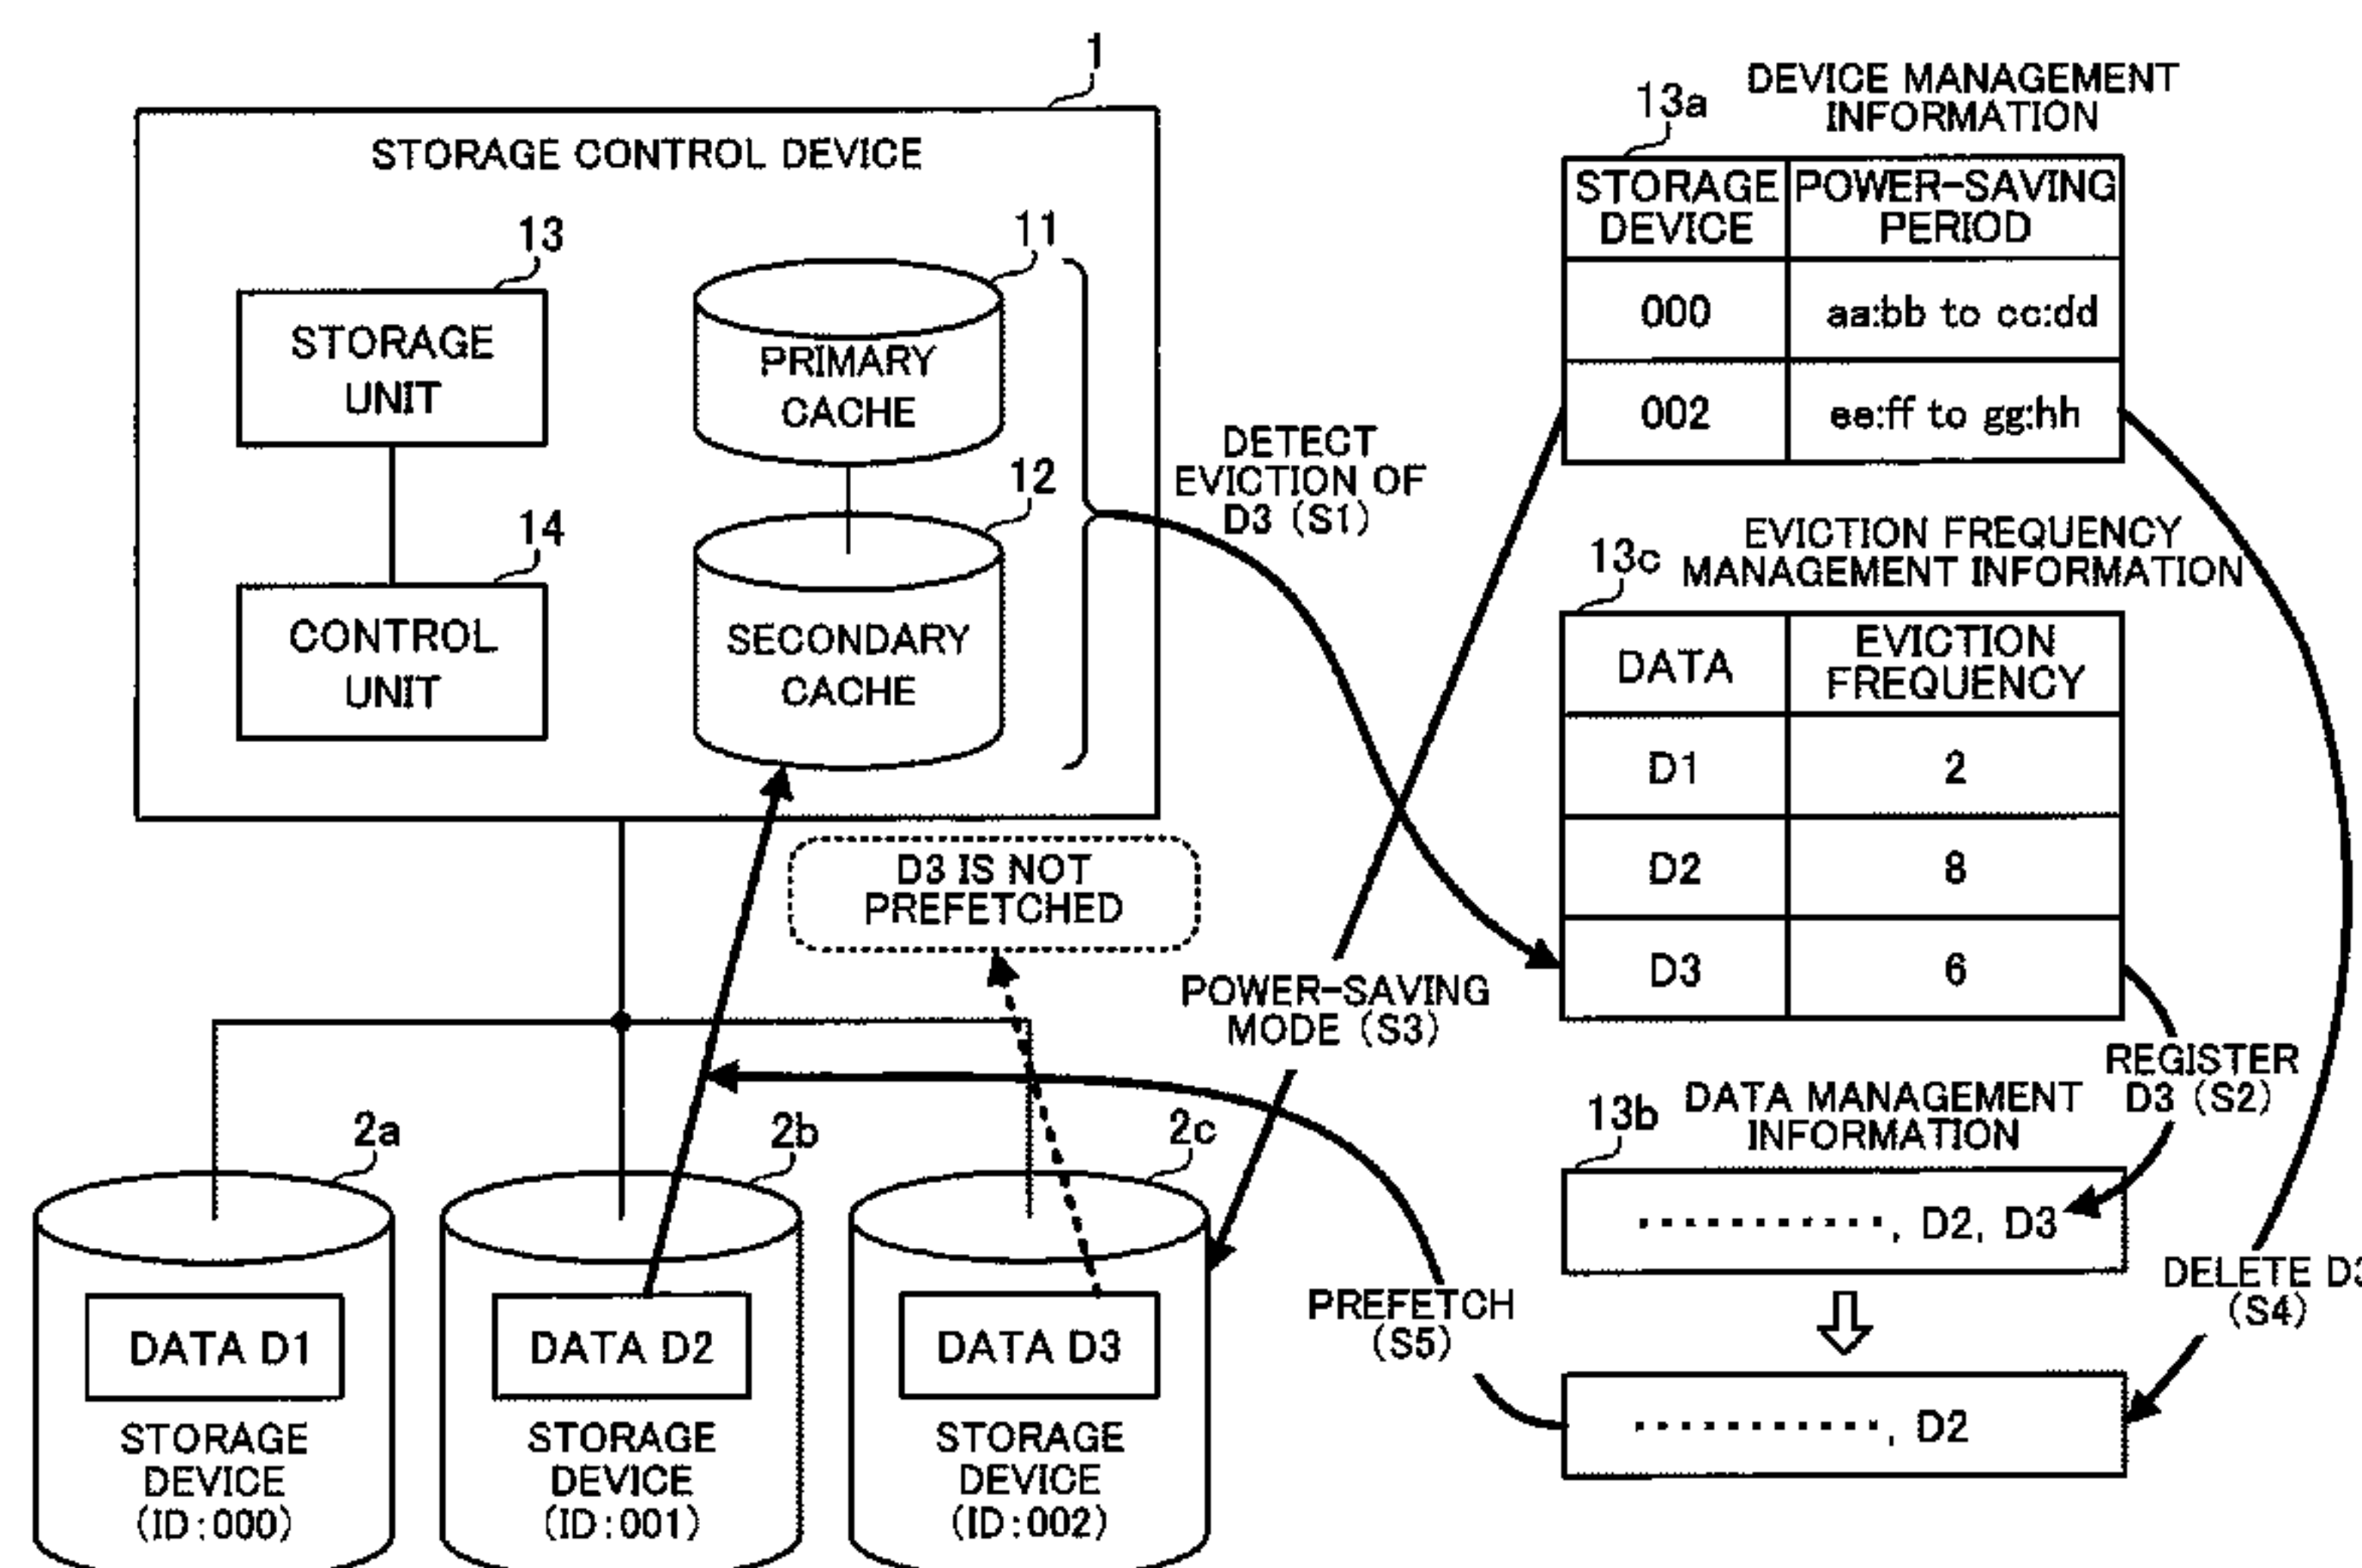 1
STORAGE CONTROL DEVICE
13
STORAGE
UNIT
14
CONTROL
UNIT
11
PRIMARY
CACHE
12
SECONDARY
CACHE
DETECT
EVICTION OF
D3 (S1)
DEVICE MANAGEMENT
INFORMATION
13a
STORAGE
DEVICE
POWER-SAVING
PERIOD
000
aa:bb to cc:dd
002
ee:ff to gg:hh
EVICTION FREQUENCY
MANAGEMENT INFORMATION
13c
DATA
EVICTION
FREQUENCY
D1
2
D2
8
D3
6
D3 IS NOT
PREFETCHED
POWER-SAVING
MODE (S3)
REGISTER
D3 (S2)
DATA MANAGEMENT
INFORMATION
13b
..........., D2, D3
DELETE D3
(S4)
..........., D2
PREFETCH
(S5)
2a
DATA D1
STORAGE
DEVICE
(ID:000)
2b
DATA D2
STORAGE
DEVICE
(ID:001)
2c
DATA D3
STORAGE
DEVICE
(ID:002)